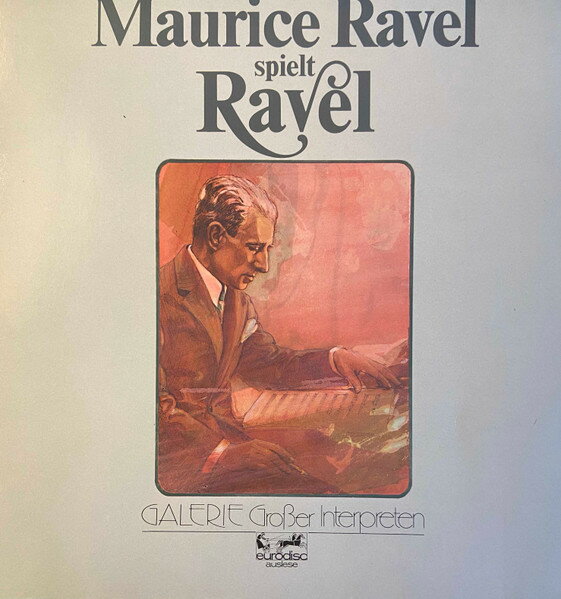 Maurice Ravel
spielt
Ravel
GALERIE Großer Interpreten
eurodisc
auslese